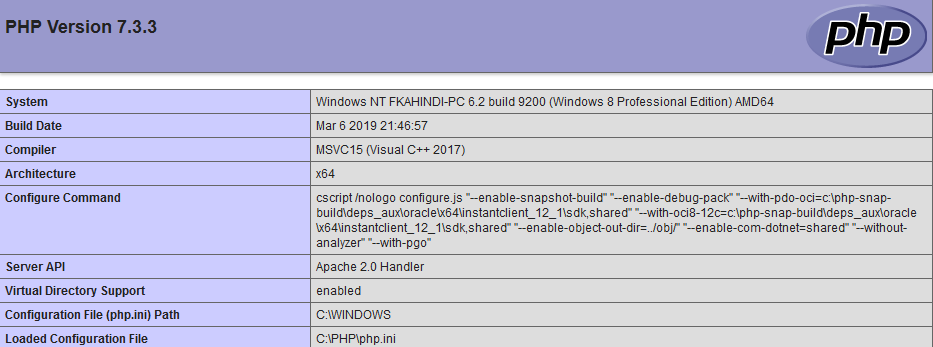 PHP Version 7.3.3
php
System Windows NT FKAHINDI-PC 6.2 build 9200 (Windows 8 Professional Edition) AMD64
Build Date Mar 6 2019 21:46:57
Compiler MSVC15 (Visual C++ 2017)
Architecture x64
Configure Command cscript /nologo configure.js "--enable-snapshot-build" "--enable-debug-pack" "--with-pdo-oci=c:\php-snap-
build\deps_aux\oracle\x64\instantclient_12_1\sdk,shared" "--with-oci8-12c=c:\php-snap-build\deps_aux\oracle
\x64\instantclient_12_1\sdk,shared" "--enable-object-out-dir=../obj/" "--enable-com-dotnet=shared" "--without-
analyzer" "--with-pgo"
Server API Apache 2.0 Handler
Virtual Directory Support enabled
Configuration File (php.ini) Path C:\WINDOWS
Loaded Configuration File C:\PHP\php.ini